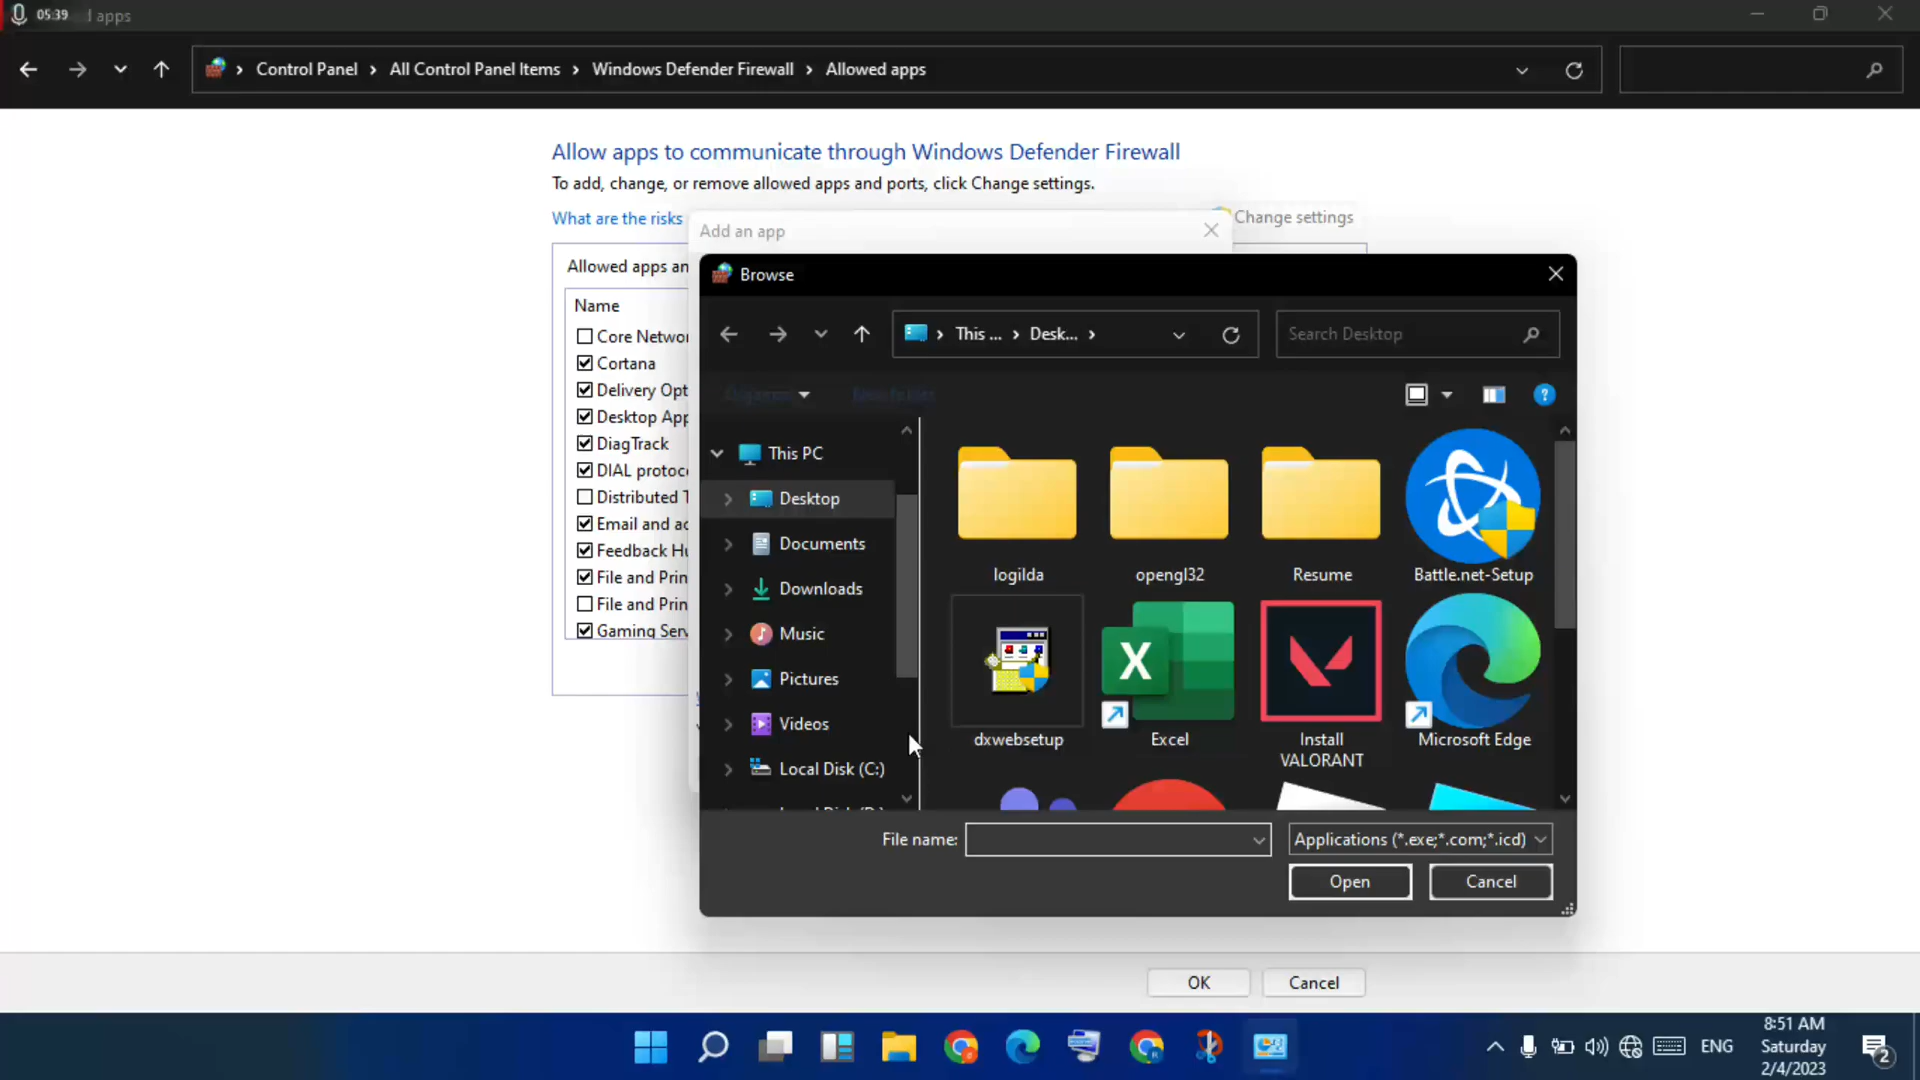 05:39 d apps
Control Panel All Control Panel Items Windows Defender Firewall Allowed apps
Allow apps to communicate through Windows Defender Firewall
To add, change, or remove allowed apps and ports, click Change settings.
What are the risks
Change settings
Add an app
Allowed apps an
Name
Core Networ
Cortana
Delivery Opt
Desktop App
DiagTrack
DIAL protoco
Distributed T
Email and ac
Feedback Hu
File and Prin
File and Prin
Gaming Serv
Browse
This ... Desk...
Search Desktop
Organize New folder
This PC
Desktop
Documents
Downloads
Music
Pictures
Videos
Local Disk (C:)
logilda
opengl32
Resume
Battle.net-Setup
dxwebsetup
Excel
Install
VALORANT
Microsoft Edge
File name:
Applications (*.exe;*.com;*.icd)
Open
Cancel
OK
Cancel
ENG
8:51 AM
Saturday
2/4/2023
2